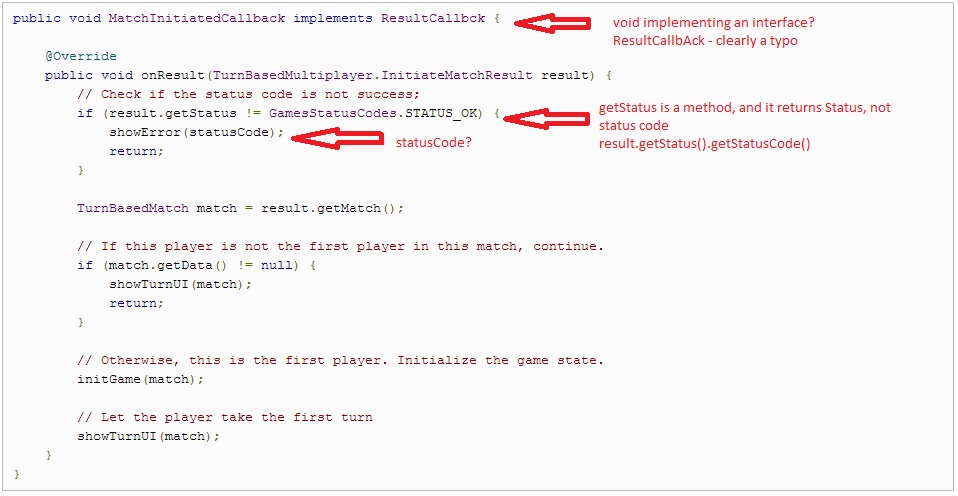 public void MatchInitiatedCallback implements ResultCallbck {
void implementing an interface?
ResultCallbAck - clearly a typo
@Override
public void onResult(TurnBasedMultiplayer.InitiateMatchResult result) {
// Check if the status code is not success;
if (result.getStatus != GamesStatusCodes.STATUS_OK) {
getStatus is a method, and it returns Status, not
status code
result.getStatus().getStatusCode()
showError(statusCode);
statusCode?
return;
}
TurnBasedMatch match = result.getMatch();
// If this player is not the first player in this match, continue.
if (match.getData() != null) {
showTurnUI(match);
return;
}
// Otherwise, this is the first player. Initialize the game state.
initGame(match);
// Let the player take the first turn
showTurnUI(match);
}
}